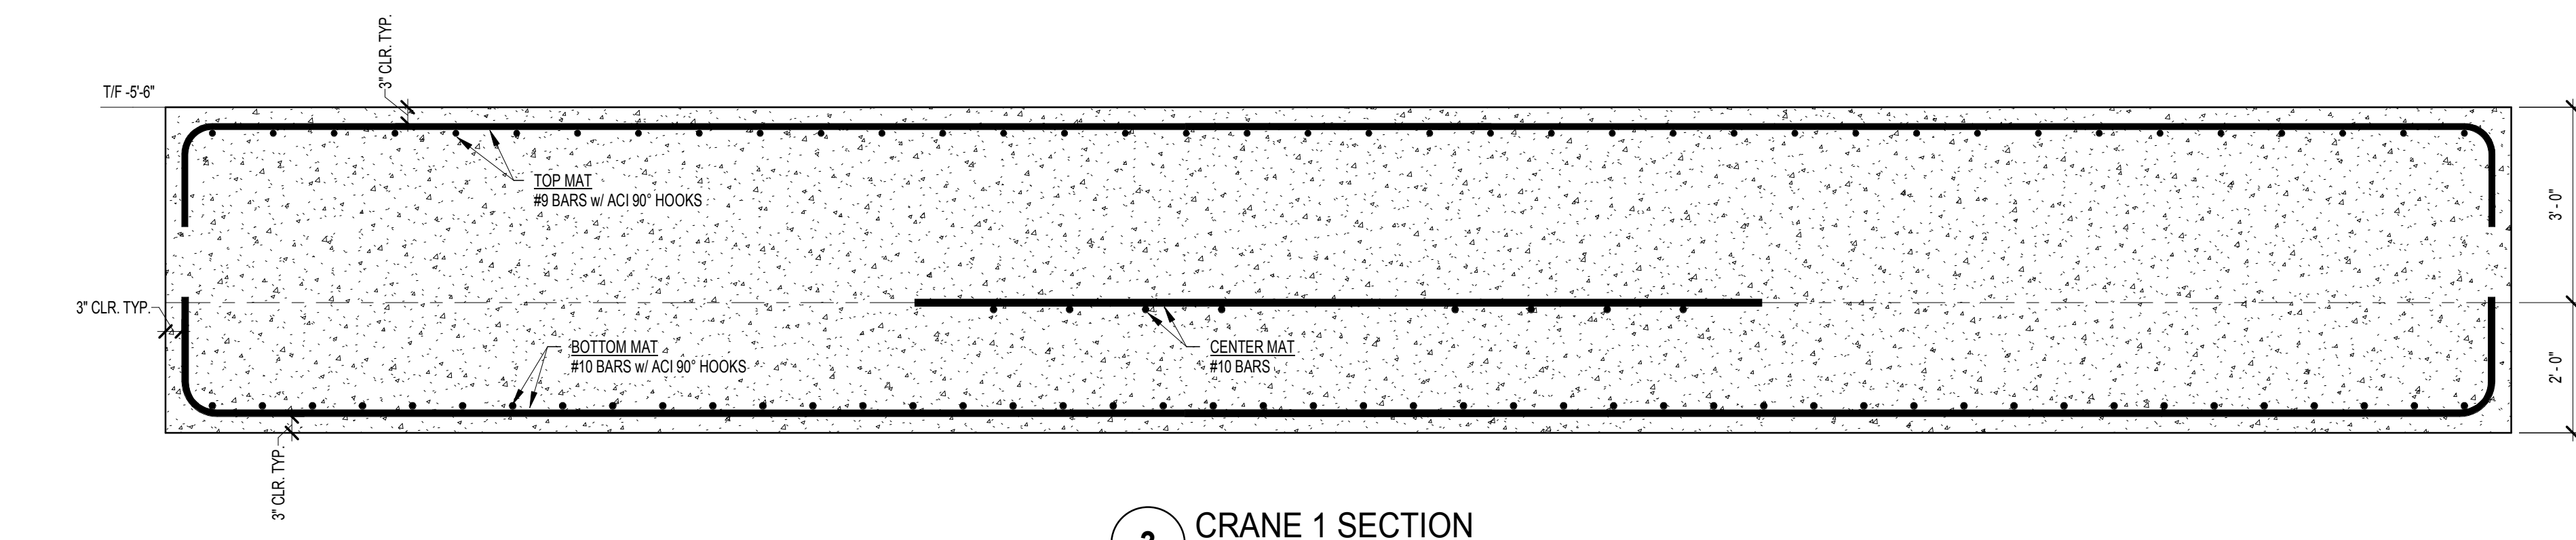 3" CLR. TYP.
T/F -5'-6"
TOP MAT
#9 BARS w/ ACI 90° HOOKS
3' - 0"
3" CLR. TYP.
BOTTOM MAT
#10 BARS w/ ACI 90° HOOKS
CENTER MAT
#10 BARS
2' - 0"
3" CLR. TYP.
CRANE 1 SECTION